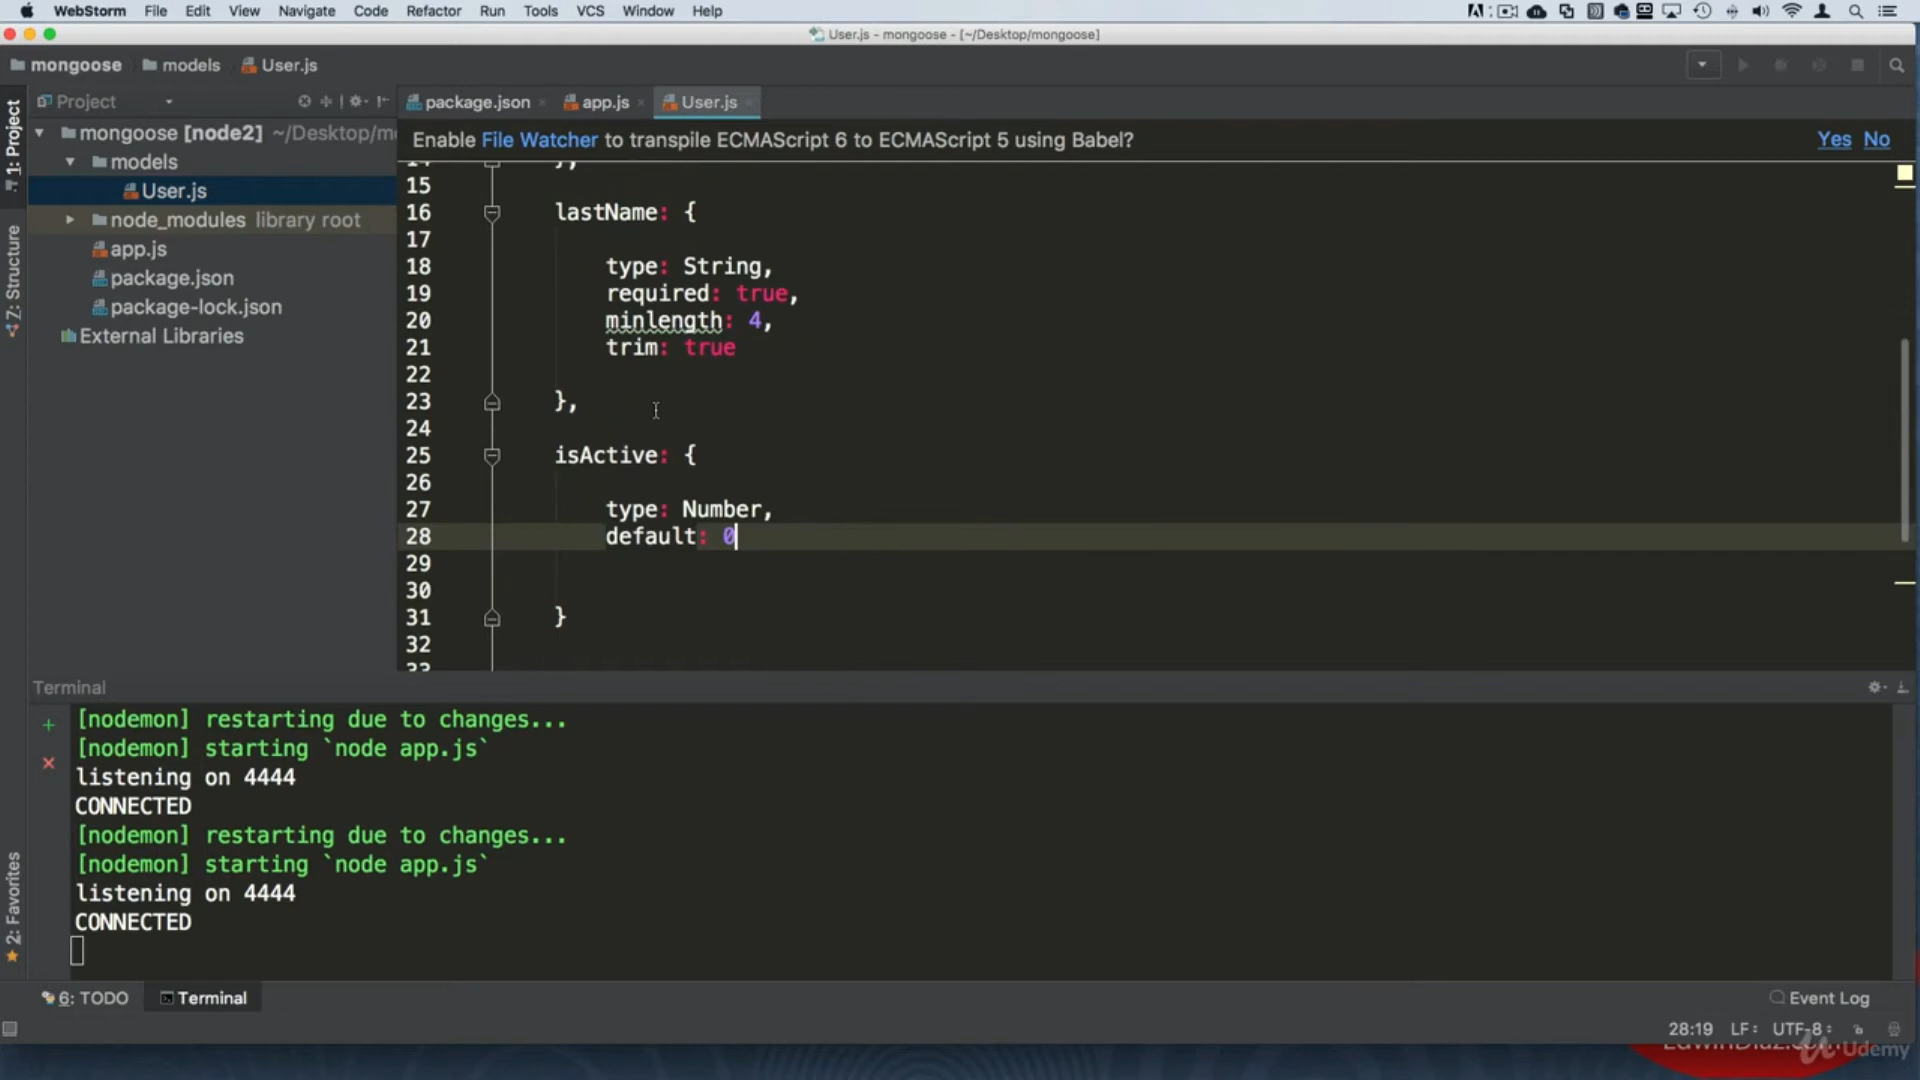 WebStorm File Edit View Navigate Code Refactor Run Tools VCS Window Help
User.js - mongoose - [~/Desktop/mongoose]
mongoose models User.js
Project package.json app.js User.js
1: Project
Z: Structure
2: Favorites
mongoose [node2] ~/Desktop/m
models
User.js
node_modules library root
app.js
package.json
package-lock.json
External Libraries
Enable File Watcher to transpile ECMAScript 6 to ECMAScript 5 using Babel? Yes No
14 },
15
16 lastName: {
17
18 type: String,
19 required: true,
20 minlength: 4,
21 trim: true
22
23 },
24
25 isActive: {
26
27 type: Number,
28 default: 0
29
30
31 }
32
33
Terminal
[nodemon] restarting due to changes...
[nodemon] starting `node app.js`
listening on 4444
CONNECTED
[nodemon] restarting due to changes...
[nodemon] starting `node app.js`
listening on 4444
CONNECTED
6: TODO Terminal Event Log
28:19 LF: UTF-8:
Udemy